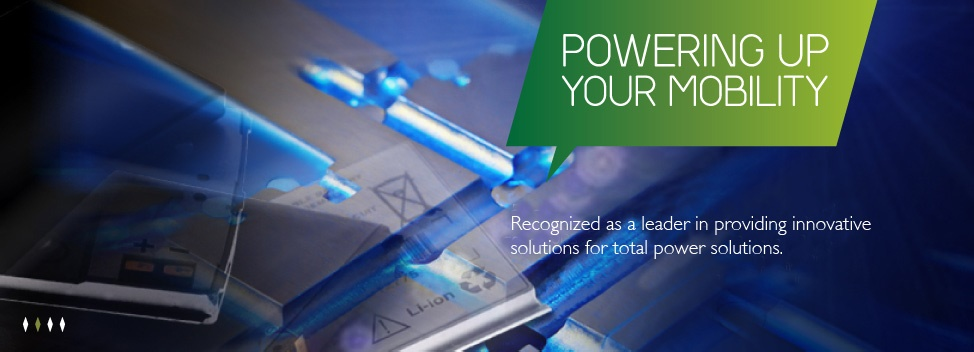 POWERING UP
YOUR MOBILITY
Recognized as a leader in providing innovative
solutions for total power solutions.
+ -
Li-ion